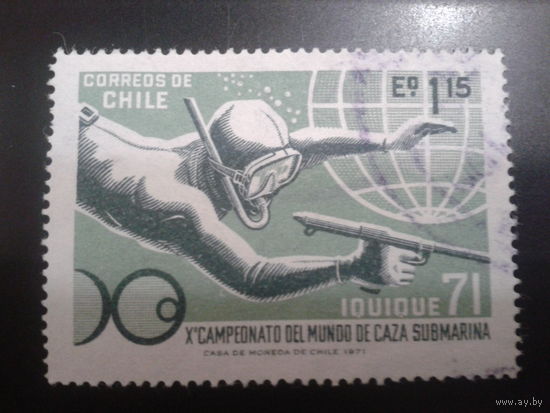 CORREOS DE
CHILE
Eº 1 15
IQUIQUE 71
Xº CAMPEONATO DEL MUNDO DE CAZA SUBMARINA
CASA DE MONEDA DE CHILE 1971
www.ay.by